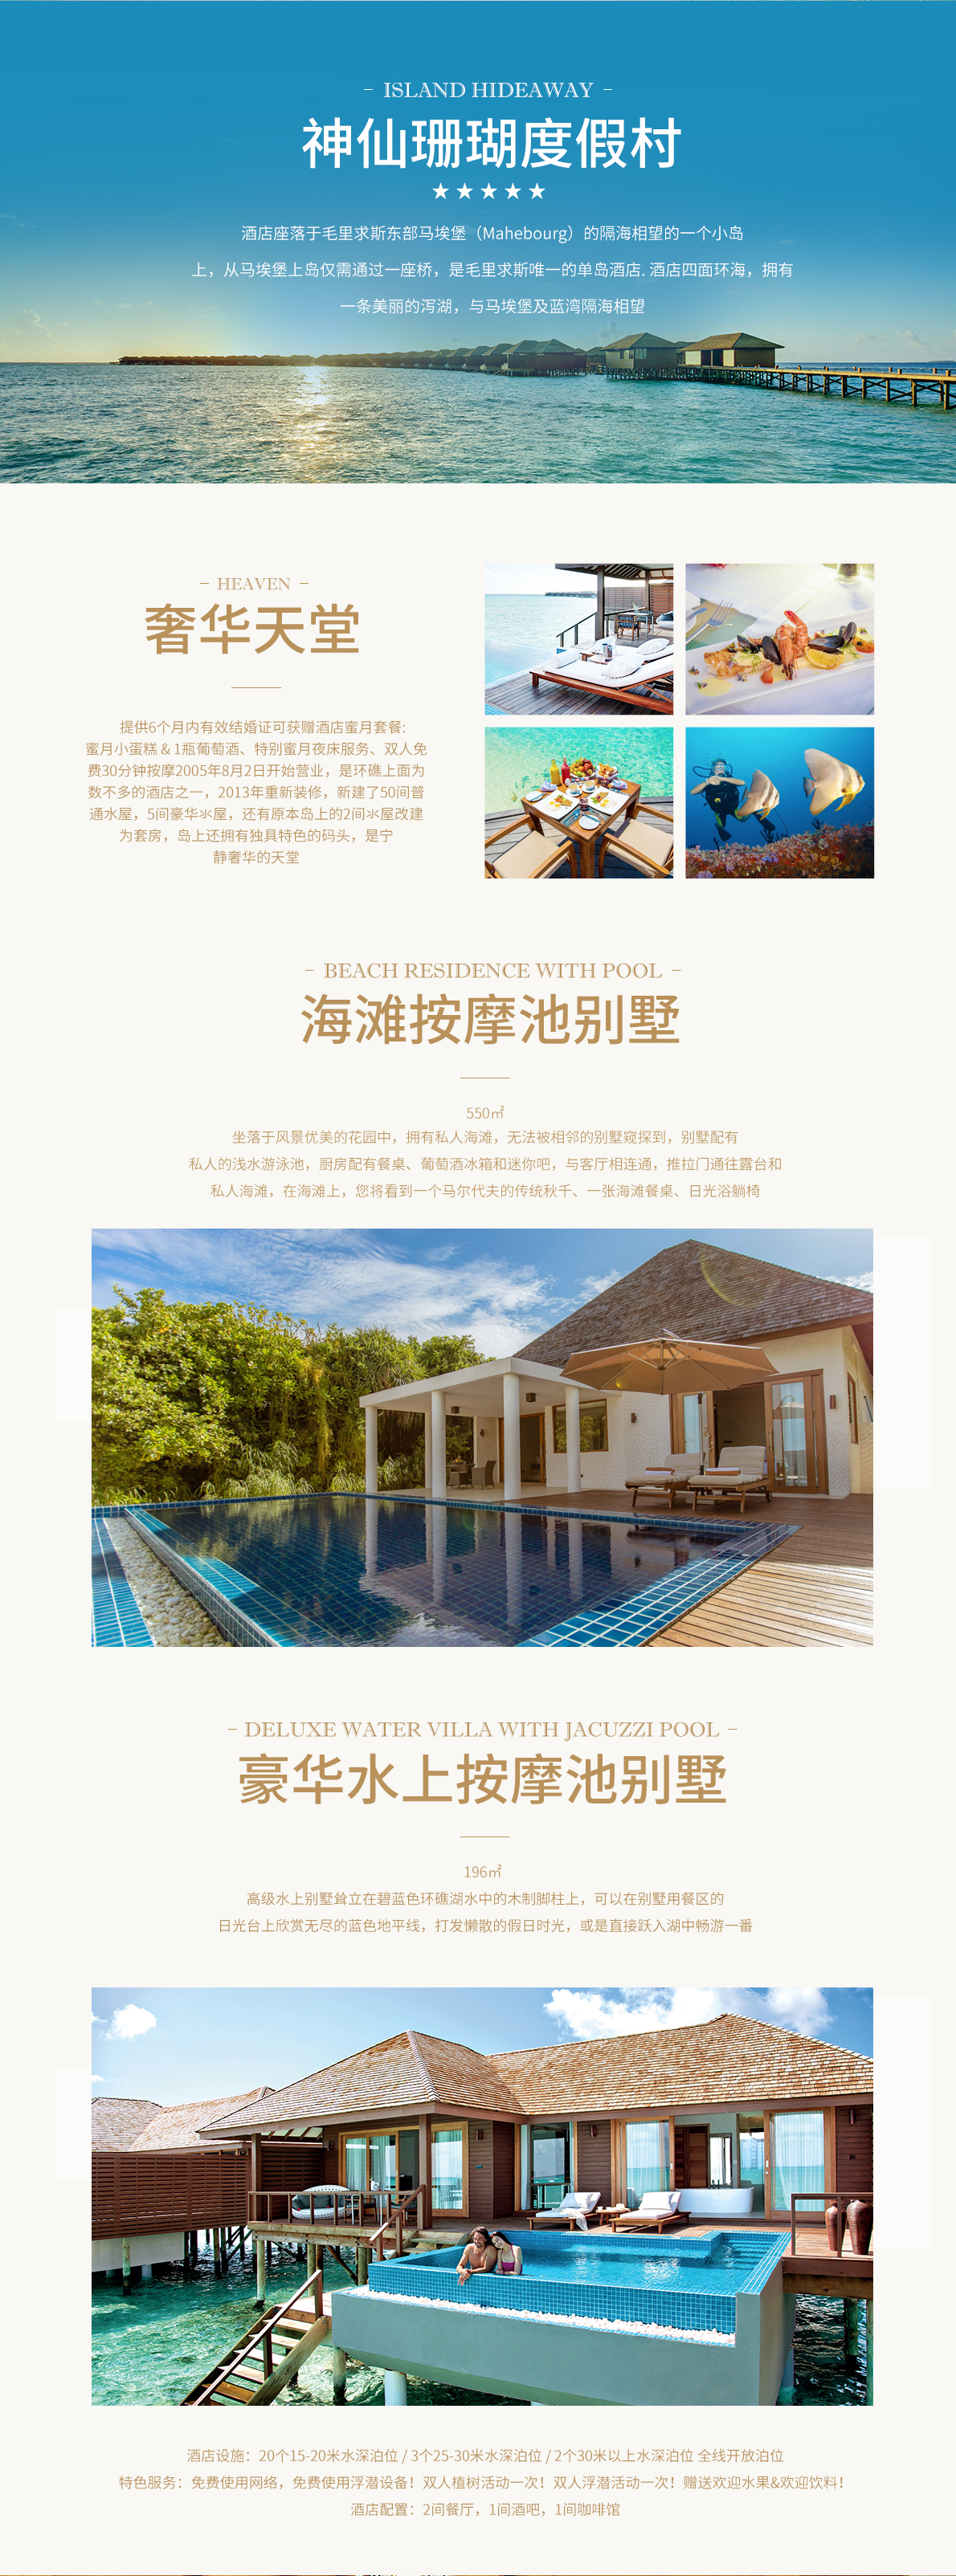 - ISLAND HIDEAWAY -
神仙珊瑚度假村
★★★★★
酒店座落于毛里求斯东部马埃堡（Mahebourg）的隔海相望的一个小岛
上，从马埃堡上岛仅需通过一座桥，是毛里求斯唯一的单岛酒店. 酒店四面环海，拥有
一条美丽的泻湖，与马埃堡及蓝湾隔海相望
- HEAVEN -
奢华天堂
提供6个月内有效结婚证可获赠酒店蜜月套餐:
蜜月小蛋糕 & 1瓶葡萄酒、特别蜜月夜床服务、双人免
费30分钟按摩2005年8月2日开始营业，是环礁上面为
数不多的酒店之一，2013年重新装修，新建了50间普
通水屋，5间豪华氺屋，还有原本岛上的2间氺屋改建
为套房，岛上还拥有独具特色的码头，是宁
静奢华的天堂
- BEACH RESIDENCE WITH POOL -
海滩按摩池别墅
550㎡
坐落于风景优美的花园中，拥有私人海滩，无法被相邻的别墅窥探到，别墅配有
私人的浅水游泳池，厨房配有餐桌、葡萄酒冰箱和迷你吧，与客厅相连通，推拉门通往露台和
私人海滩，在海滩上，您将看到一个马尔代夫的传统秋千、一张海滩餐桌、日光浴躺椅
- DELUXE WATER VILLA WITH JACUZZI POOL -
豪华水上按摩池别墅
196㎡
高级水上别墅耸立在碧蓝色环礁湖水中的木制脚柱上，可以在别墅用餐区的
日光台上欣赏无尽的蓝色地平线，打发懒散的假日时光，或是直接跃入湖中畅游一番
酒店设施：20个15-20米水深泊位 / 3个25-30米水深泊位 / 2个30米以上水深泊位 全线开放泊位
特色服务：免费使用网络，免费使用浮潜设备！双人植树活动一次！双人浮潜活动一次！赠送欢迎水果&欢迎饮料！
酒店配置：2间餐厅，1间酒吧，1间咖啡馆